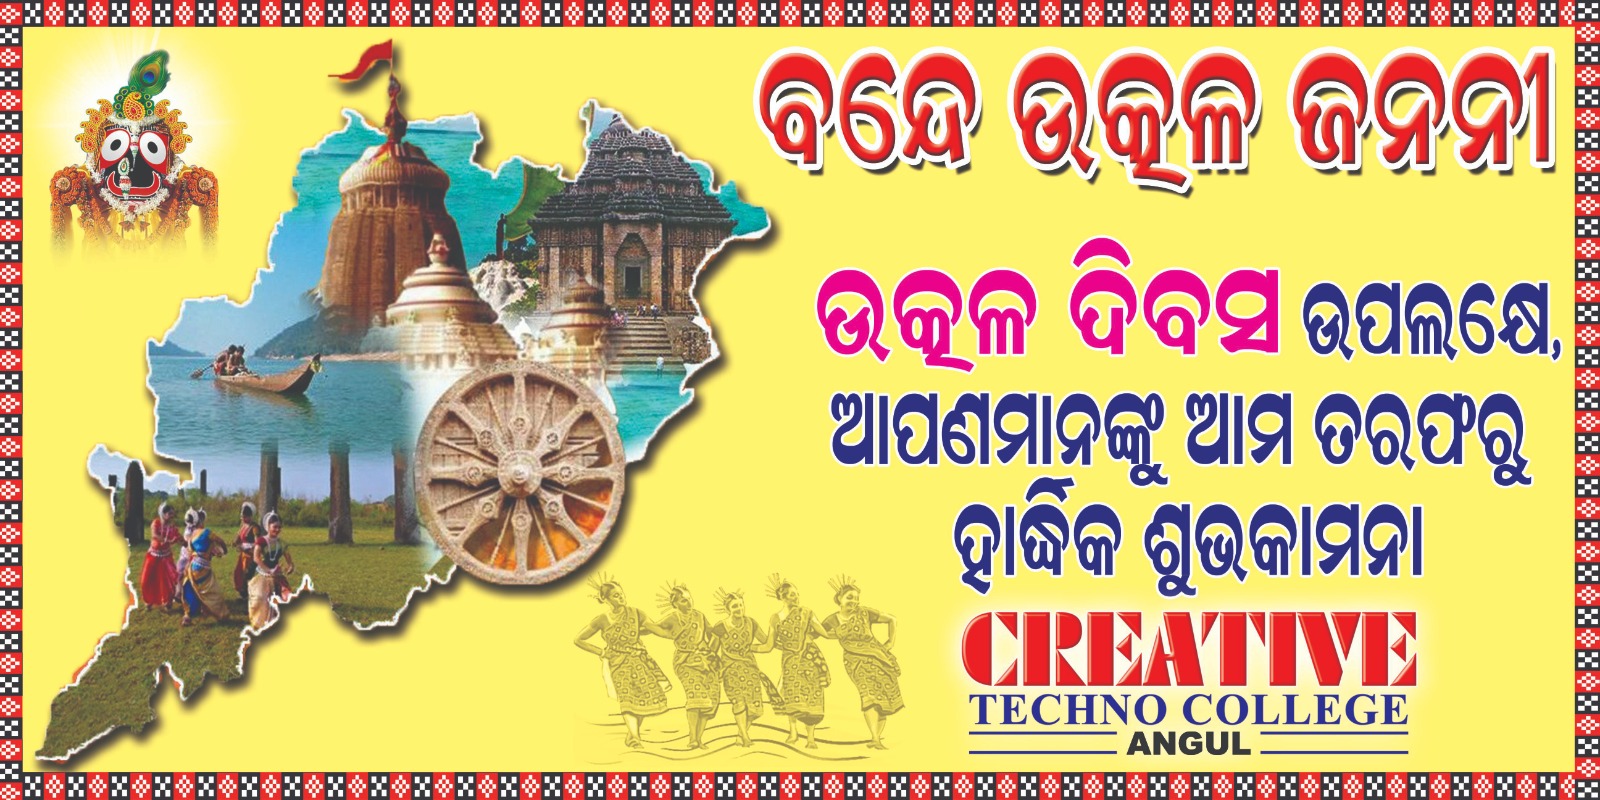 ବନ୍ଦେ ଉତ୍କଳ ଜନନୀ
ଉତ୍କଳ ଦିବସ ଉପଲକ୍ଷେ,
ଆପଣମାନଙ୍କୁ ଆମ ତରଫରୁ
ହାର୍ଦ୍ଧିକ ଶୁଭକାମନା
CREATIVE
TECHNO COLLEGE
ANGUL